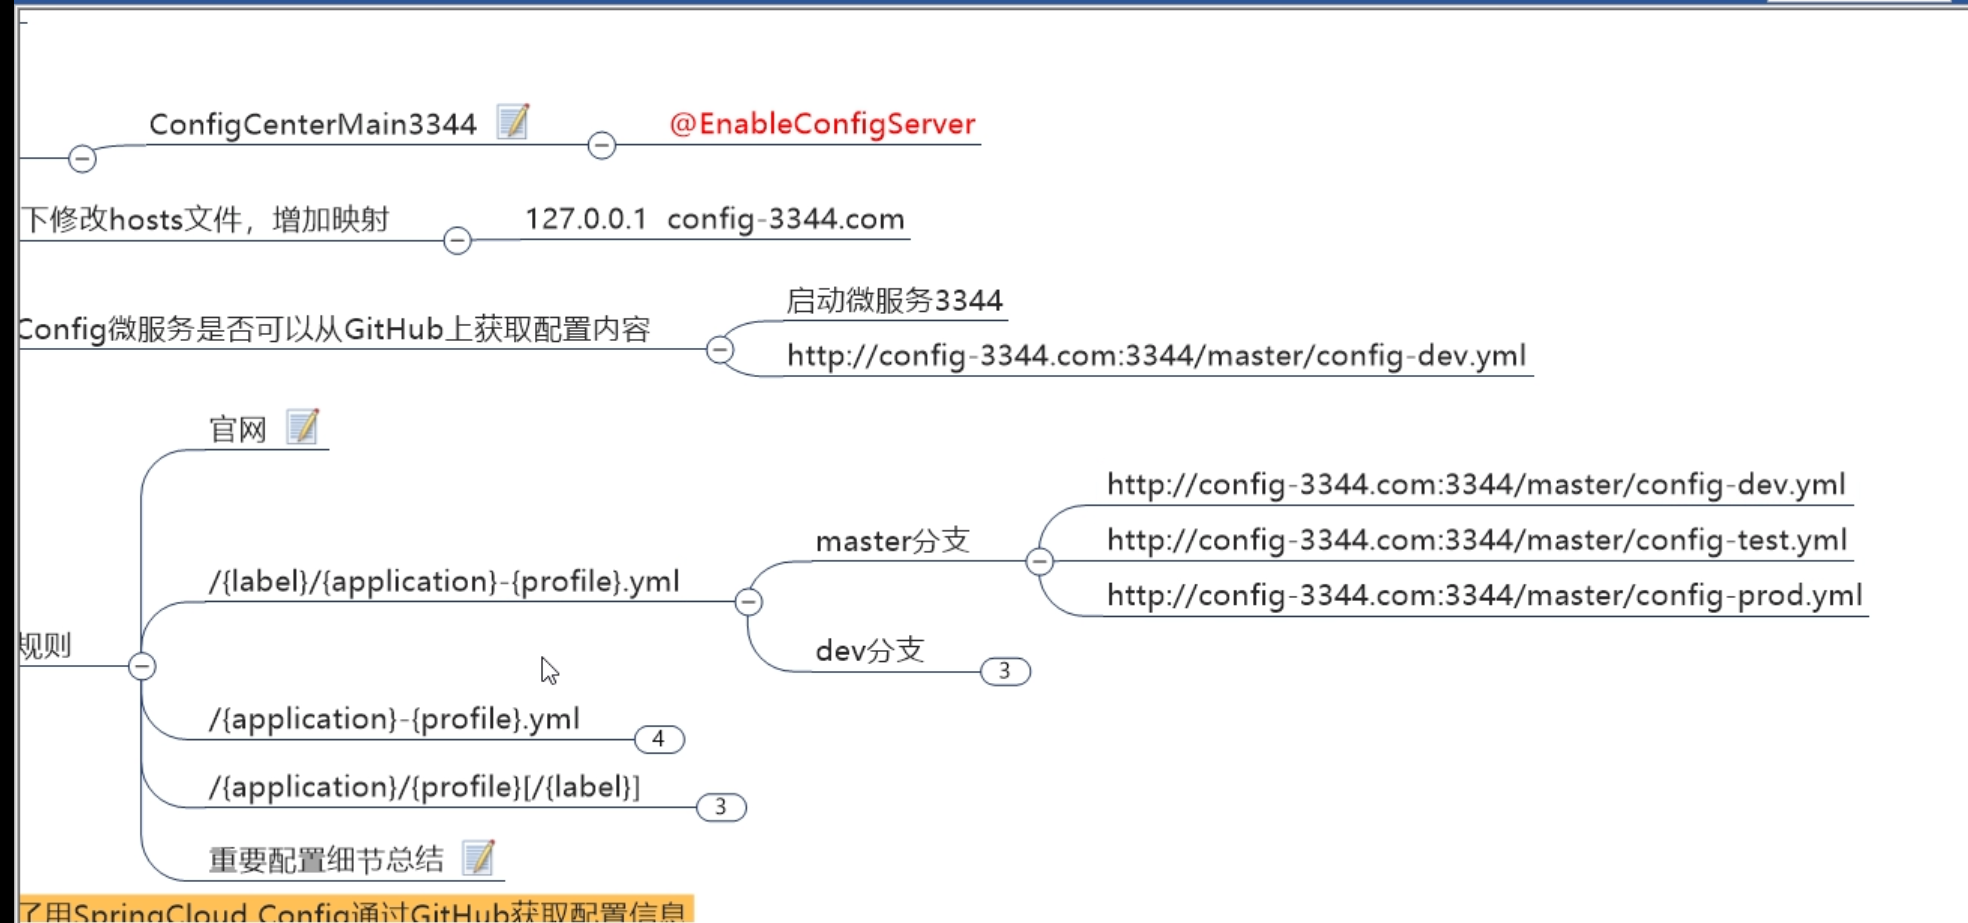 ConfigCenterMain3344
@EnableConfigServer
下修改hosts文件，增加映射
127.0.0.1 config-3344.com
Config微服务是否可以从GitHub上获取配置内容
启动微服务3344
http://config-3344.com:3344/master/config-dev.yml
官网
/{label}/{application}-{profile}.yml
master分支
http://config-3344.com:3344/master/config-dev.yml
http://config-3344.com:3344/master/config-test.yml
http://config-3344.com:3344/master/config-prod.yml
dev分支
3
规则
/{application}-{profile}.yml
4
/{application}/{profile}[/{label}]
3
重要配置细节总结
了用SpringCloud Config通过GitHub获取配置信息